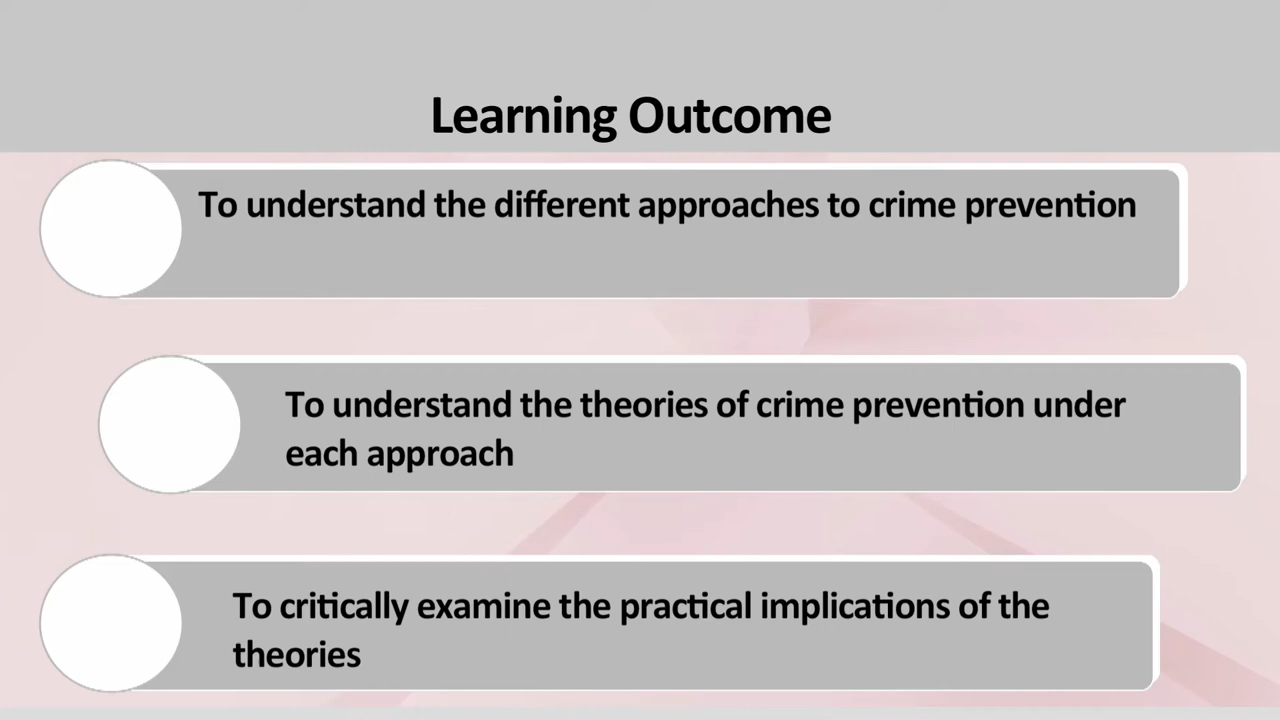 Learning Outcome
To understand the different approaches to crime prevention
To understand the theories of crime prevention under
each approach
To critically examine the practical implications of the
theories